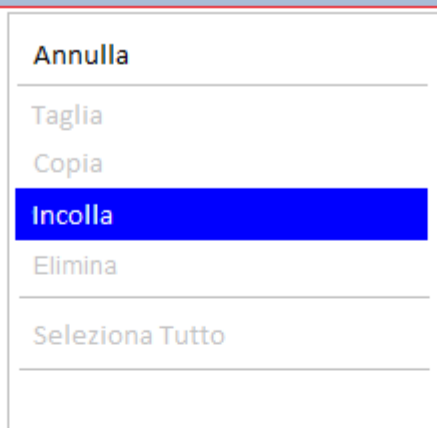 Annulla
Taglia
Copia
Incolla
Elimina
Seleziona Tutto